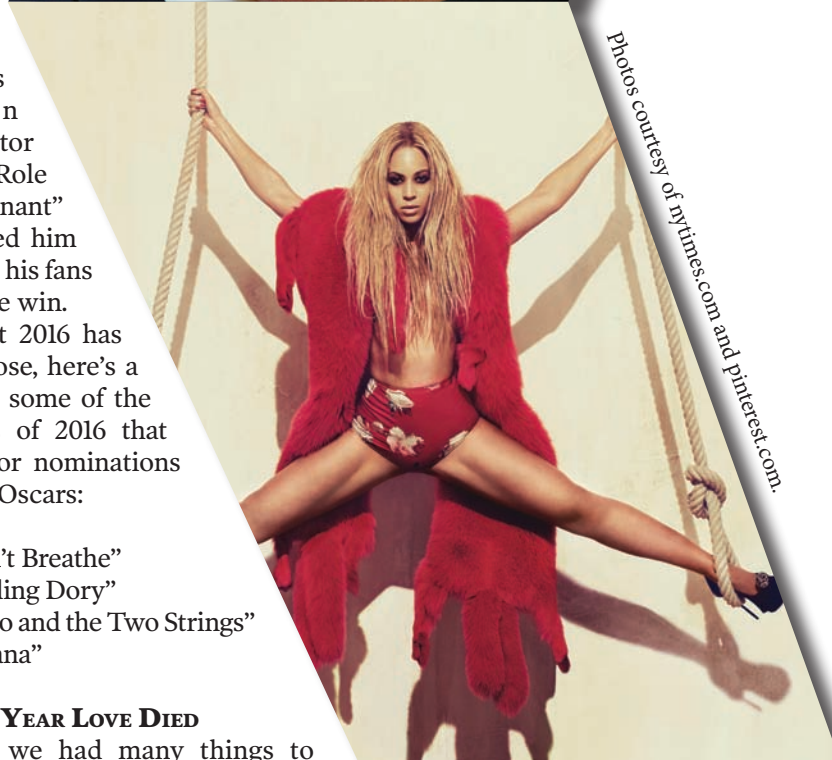 s
n
tor
Role
nant”
ed him
his fans
e win.
t 2016 has
ose, here’s a
some of the
of 2016 that
or nominations
Oscars:
’t Breathe”
ling Dory”
o and the Two Strings”
ana”
YEAR LOVE DIED
we had many things to
Photos courtesy of nytimes.com and pinterest.com.